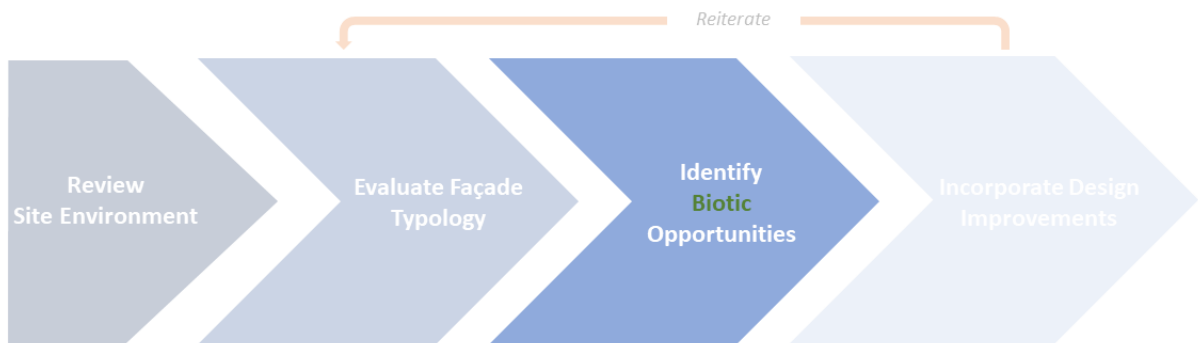 Reiterate
Review
Site Environment
Evaluate Façade
Typology
Identify
Biotic
Opportunities
Incorporate Design
Improvements